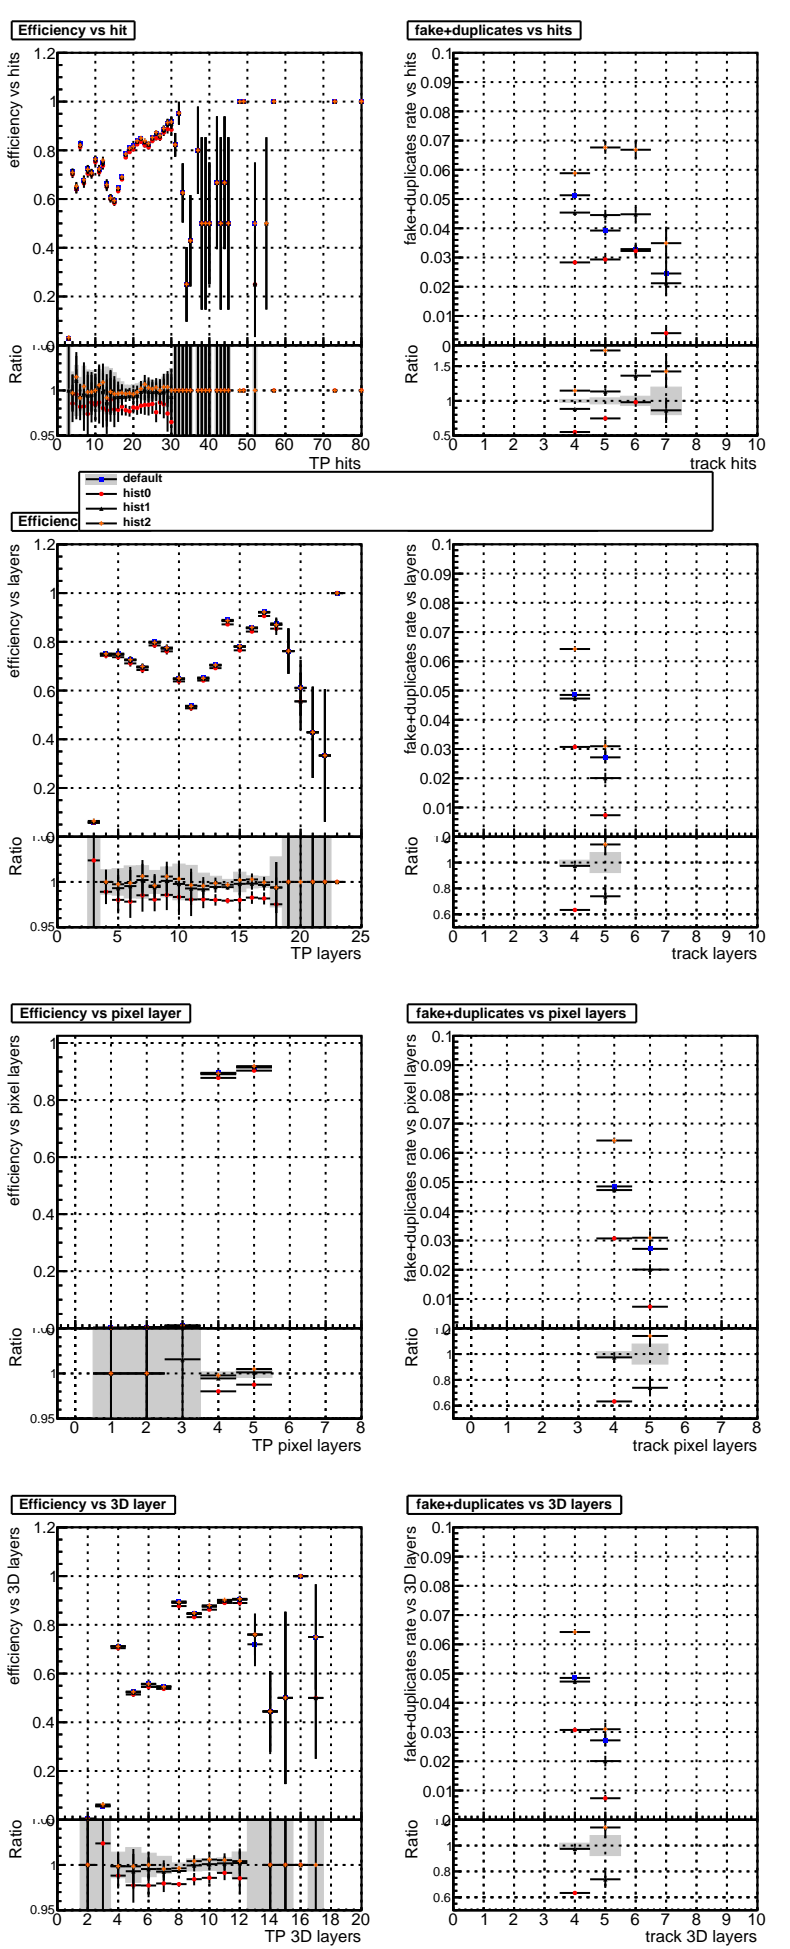 Efficiency vs hit
fake+duplicates vs hits
efficiency vs hits
1.2
1
0.8
0.6
0.4
0.2
0
Ratio
1
0.95
0 10 20 30 40 50 60 70 80
TP hits
fake+duplicates rate vs hits
0.1
0.09
0.08
0.07
0.06
0.05
0.04
0.03
0.02
0.01
0
Ratio
1.5
1
0.5
0 1 2 3 4 5 6 7 8 9 10
track hits
default
hist0
hist1
hist2
Efficienc
efficiency vs layers
1.2
1
0.8
0.6
0.4
0.2
0
Ratio
1
0.95
0 5 10 15 20 25
TP layers
fake+duplicates rate vs layers
0.1
0.09
0.08
0.07
0.06
0.05
0.04
0.03
0.02
0.01
0
Ratio
1
0.8
0.6
0 1 2 3 4 5 6 7 8 9 10
track layers
Efficiency vs pixel layer
fake+duplicates vs pixel layers
efficiency vs pixel layers
1
0.8
0.6
0.4
0.2
0
Ratio
1
0.95
0 1 2 3 4 5 6 7 8
TP pixel layers
fake+duplicates rate vs pixel layers
0.1
0.09
0.08
0.07
0.06
0.05
0.04
0.03
0.02
0.01
0
Ratio
1
0.8
0.6
0 1 2 3 4 5 6 7 8
track pixel layers
Efficiency vs 3D layer
fake+duplicates vs 3D layers
efficiency vs 3D layers
1.2
1
0.8
0.6
0.4
0.2
0
Ratio
1
0.95
0 2 4 6 8 10 12 14 16 18 20
TP 3D layers
fake+duplicates rate vs 3D layers
0.1
0.09
0.08
0.07
0.06
0.05
0.04
0.03
0.02
0.01
0
Ratio
1
0.8
0.6
0 1 2 3 4 5 6 7 8 9 10
track 3D layers